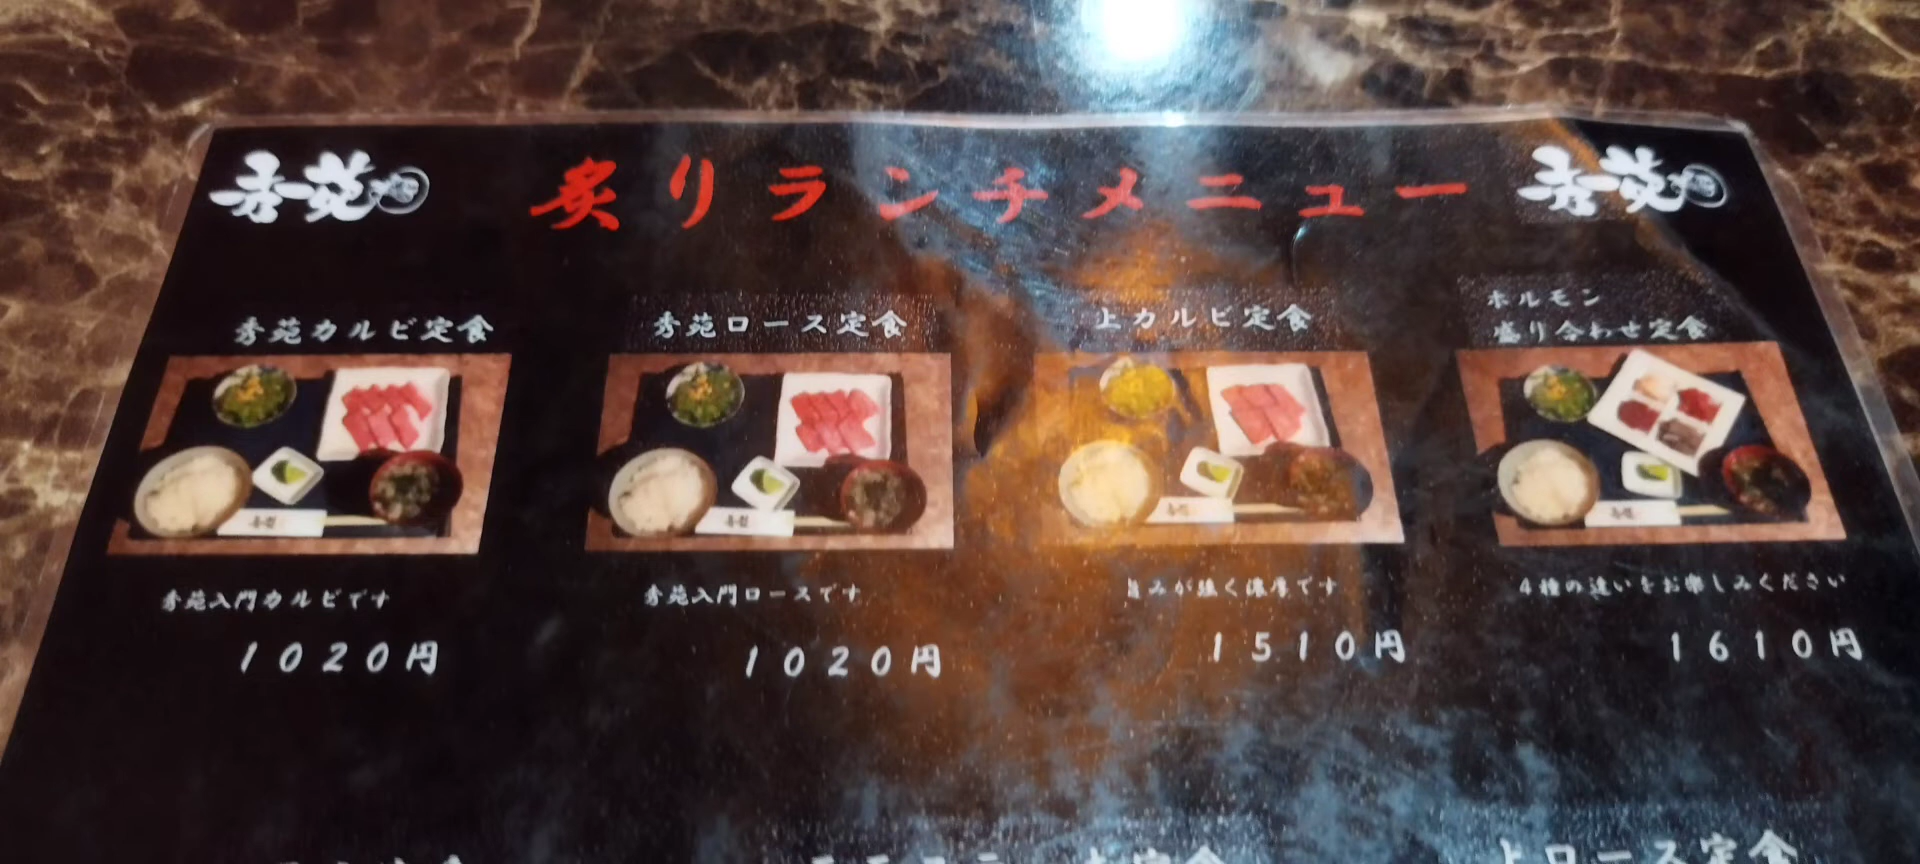 秀苑
炙りランチメニュー
秀苑
秀苑カルビ定食
秀苑ロース定食
上カルビ定食
ホルモン
盛り合わせ定食
秀苑入門カルビです
秀苑入門ロースです
旨みが強く濃厚です
4種の違いをお楽しみください
1020円
1020円
1510円
1610円
上ロース定食